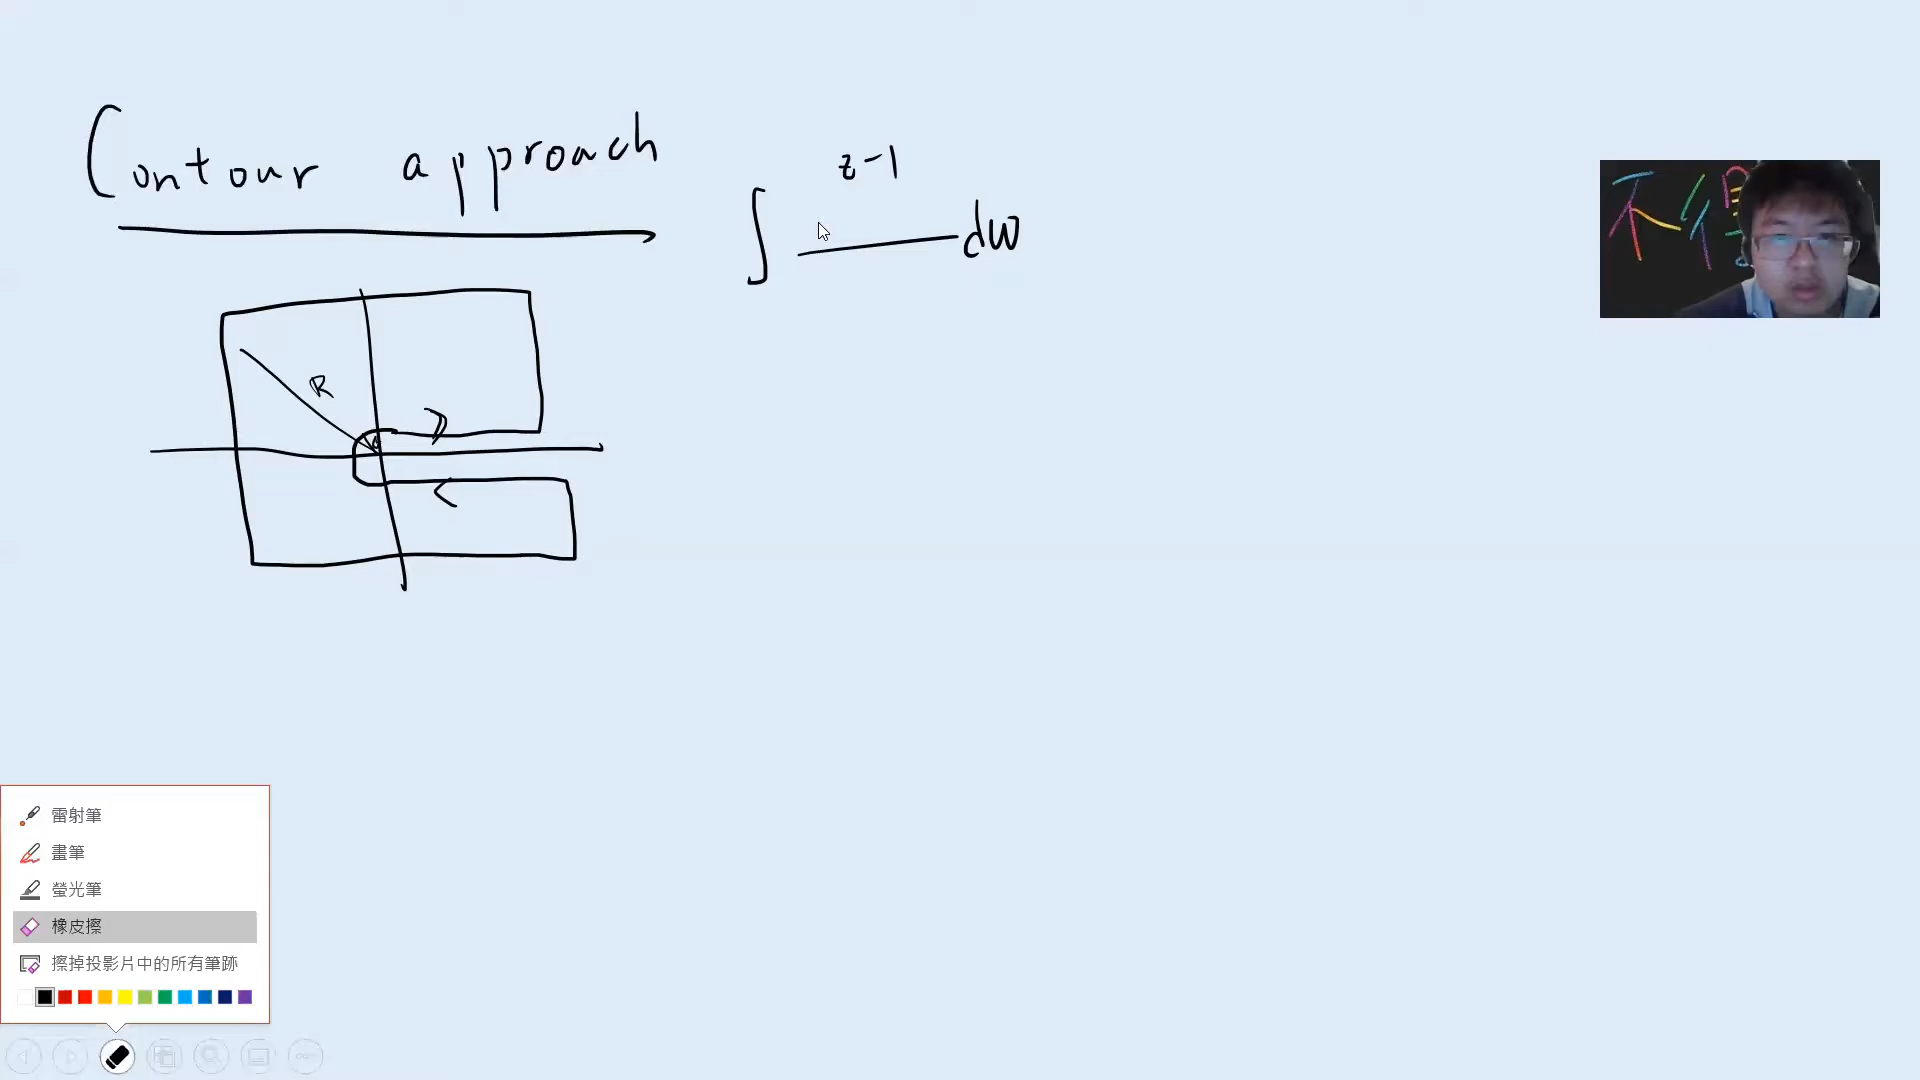 Contour approach
z-1
∫ dw
R
不
雷射筆
畫筆
螢光筆
橡皮擦
擦掉投影片中的所有筆跡